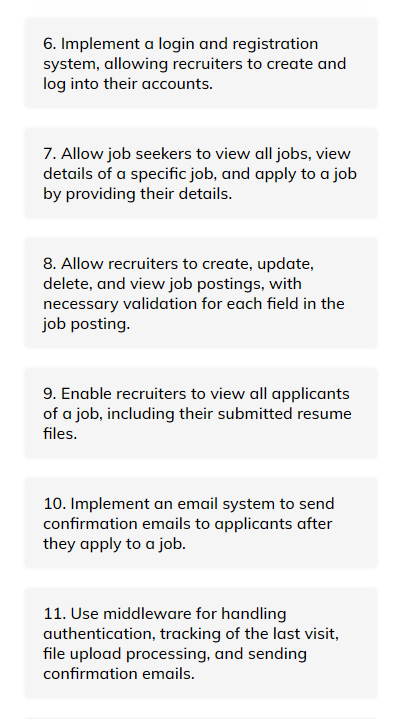 6. Implement a login and registration
system, allowing recruiters to create and
log into their accounts.
7. Allow job seekers to view all jobs, view
details of a specific job, and apply to a job
by providing their details.
8. Allow recruiters to create, update,
delete, and view job postings, with
necessary validation for each field in the
job posting.
9. Enable recruiters to view all applicants
of a job, including their submitted resume
files.
10. Implement an email system to send
confirmation emails to applicants after
they apply to a job.
11. Use middleware for handling
authentication, tracking of the last visit,
file upload processing, and sending
confirmation emails.